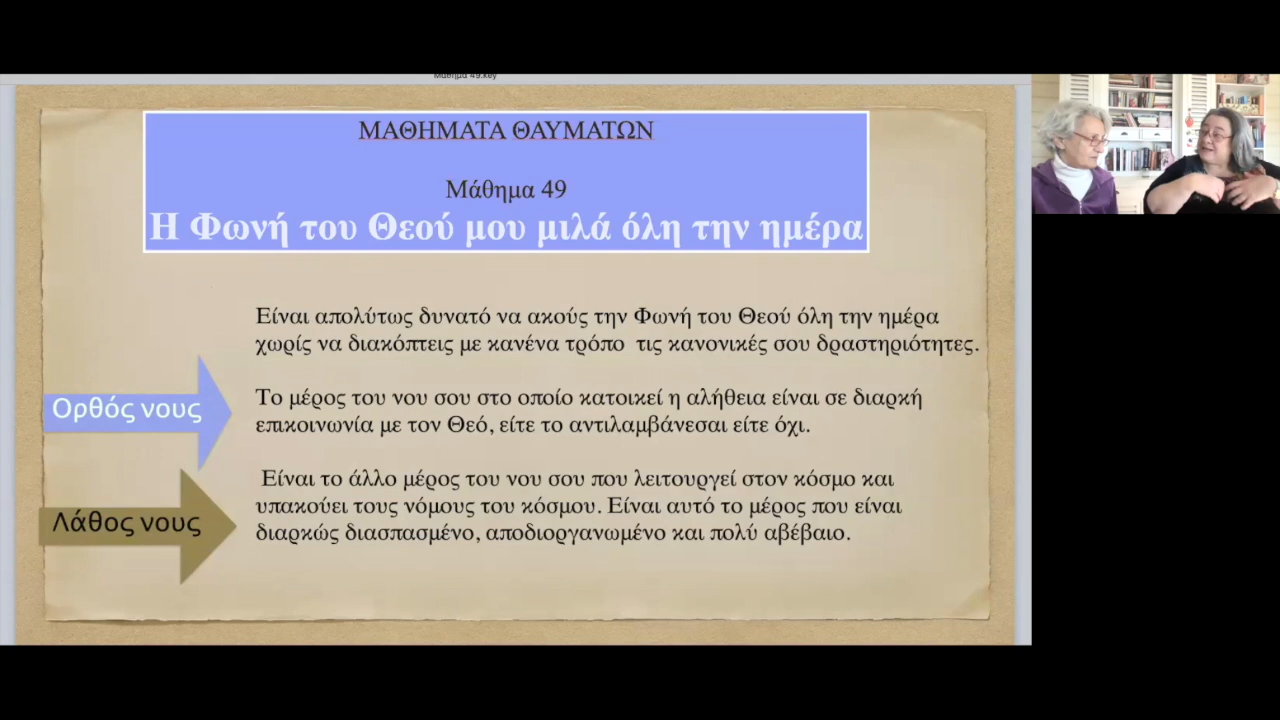 Μάθημα 49.key
ΜΑΘΗΜΑΤΑ ΘΑΥΜΑΤΩΝ
Μάθημα 49
Η Φωνή του Θεού μου μιλά όλη την ημέρα
Είναι απολύτως δυνατό να ακούς την Φωνή του Θεού όλη την ημέρα
χωρίς να διακόπτεις με κανένα τρόπο τις κανονικές σου δραστηριότητες.
Ορθός νους
Το μέρος του νου σου στο οποίο κατοικεί η αλήθεια είναι σε διαρκή
επικοινωνία με τον Θεό, είτε το αντιλαμβάνεσαι είτε όχι.
Λάθος νους
Είναι το άλλο μέρος του νου σου που λειτουργεί στον κόσμο και
υπακούει τους νόμους του κόσμου. Είναι αυτό το μέρος που είναι
διαρκώς διασπασμένο, αποδιοργανωμένο και πολύ αβέβαιο.